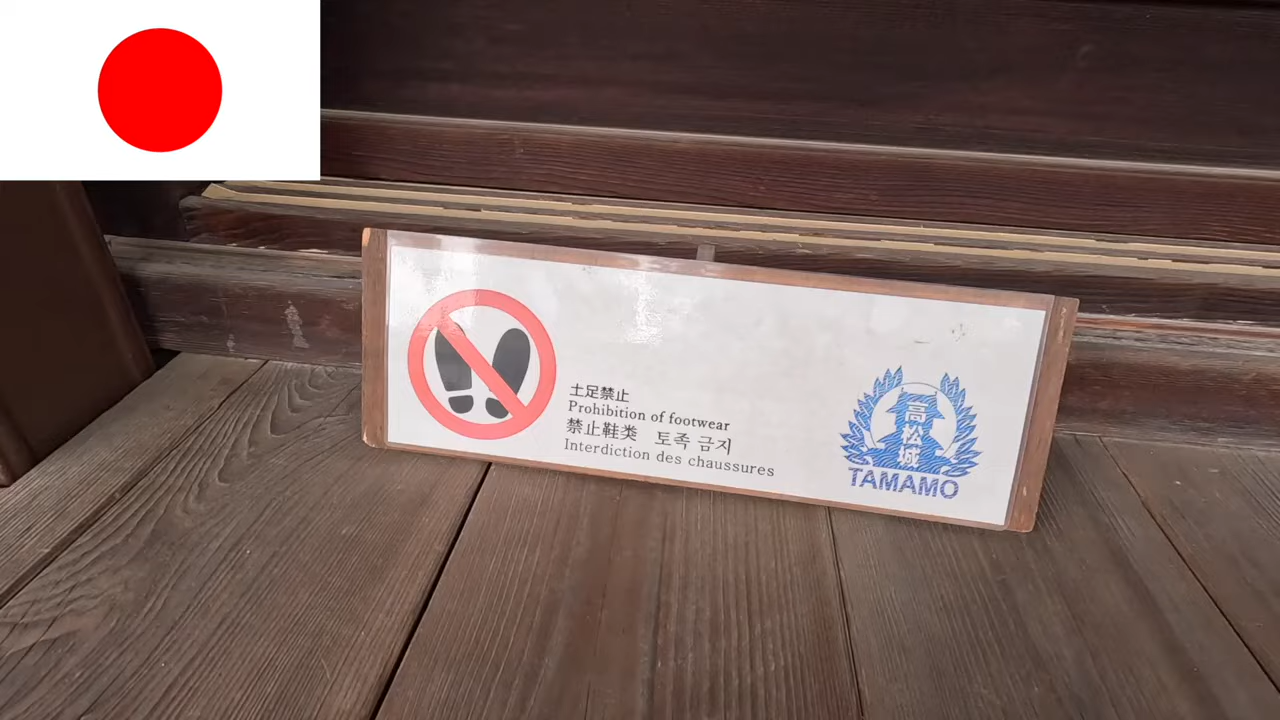 土足禁止
Prohibition of footwear
禁止鞋类 토족 금지
Interdiction des chaussures
高松城
TAMAMO